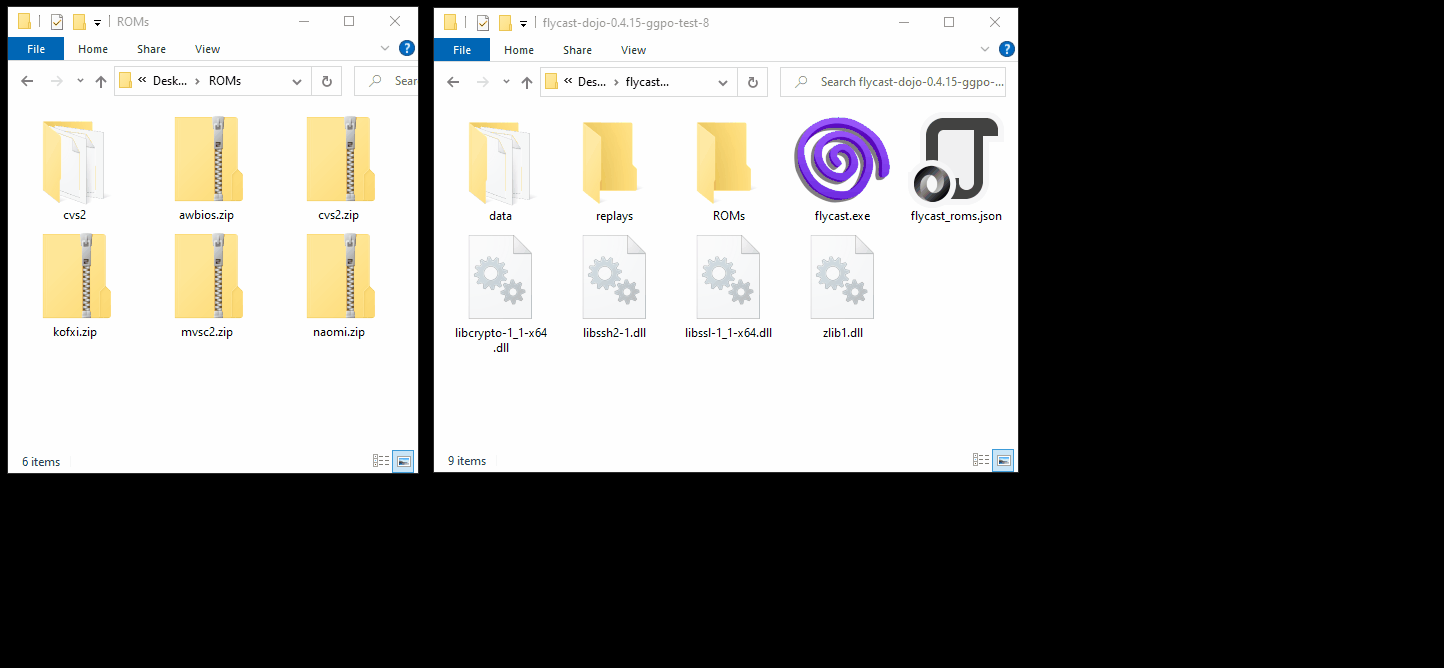 ROMs
File Home Share View ?
« Desk... › ROMs
Sear
cvs2
awbios.zip
cvs2.zip
kofxi.zip
mvsc2.zip
naomi.zip
6 items
flycast-dojo-0.4.15-ggpo-test-8
File Home Share View ?
« Des... › flycast...
Search flycast-dojo-0.4.15-ggpo-...
data
replays
ROMs
flycast.exe
flycast_roms.json
libcrypto-1_1-x64
.dll
libssh2-1.dll
libssl-1_1-x64.dll
zlib1.dll
9 items